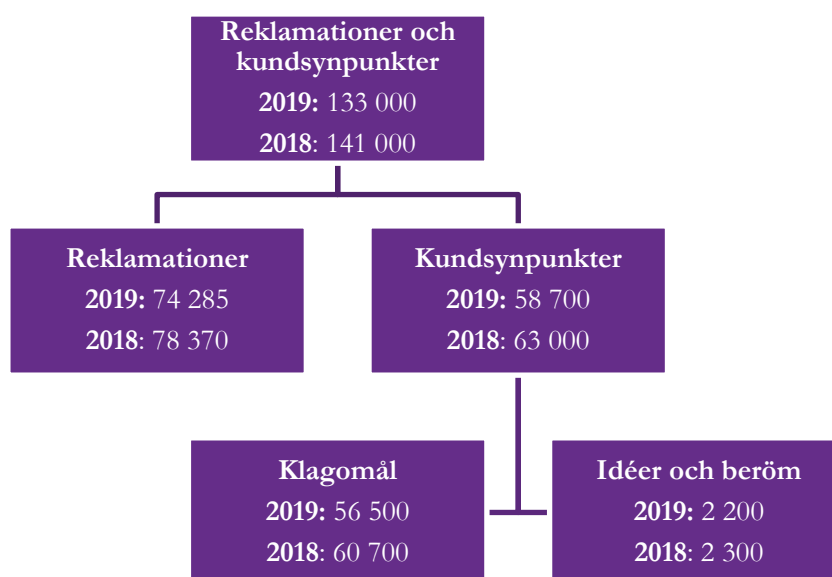 Reklamationer och
kundsynpunkter
2019: 133 000
2018: 141 000
Reklamationer
2019: 74 285
2018: 78 370
Kundsynpunkter
2019: 58 700
2018: 63 000
Klagomål
2019: 56 500
2018: 60 700
Idéer och beröm
2019: 2 200
2018: 2 300